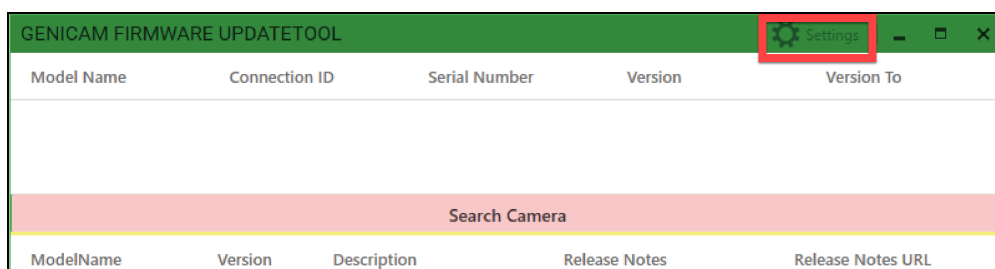 GENICAM FIRMWARE UPDATETOOL Settings
Model Name Connection ID Serial Number Version Version To
Search Camera
ModelName Version Description Release Notes Release Notes URL